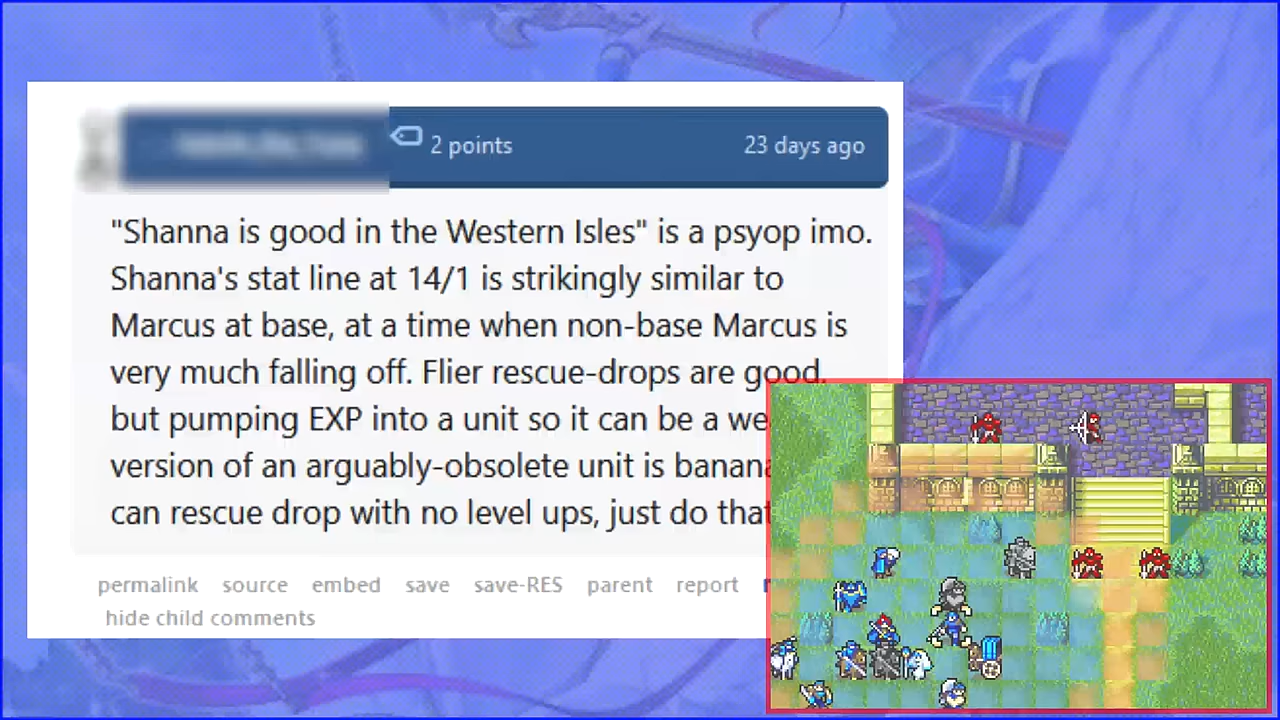 2 points
23 days ago
"Shanna is good in the Western Isles" is a psyop imo.
Shanna's stat line at 14/1 is strikingly similar to
Marcus at base, at a time when non-base Marcus is
very much falling off. Flier rescue-drops are good,
but pumping EXP into a unit so it can be a we
version of an arguably-obsolete unit is banana
can rescue drop with no level ups, just do that
permalink source embed save save-RES parent report
hide child comments